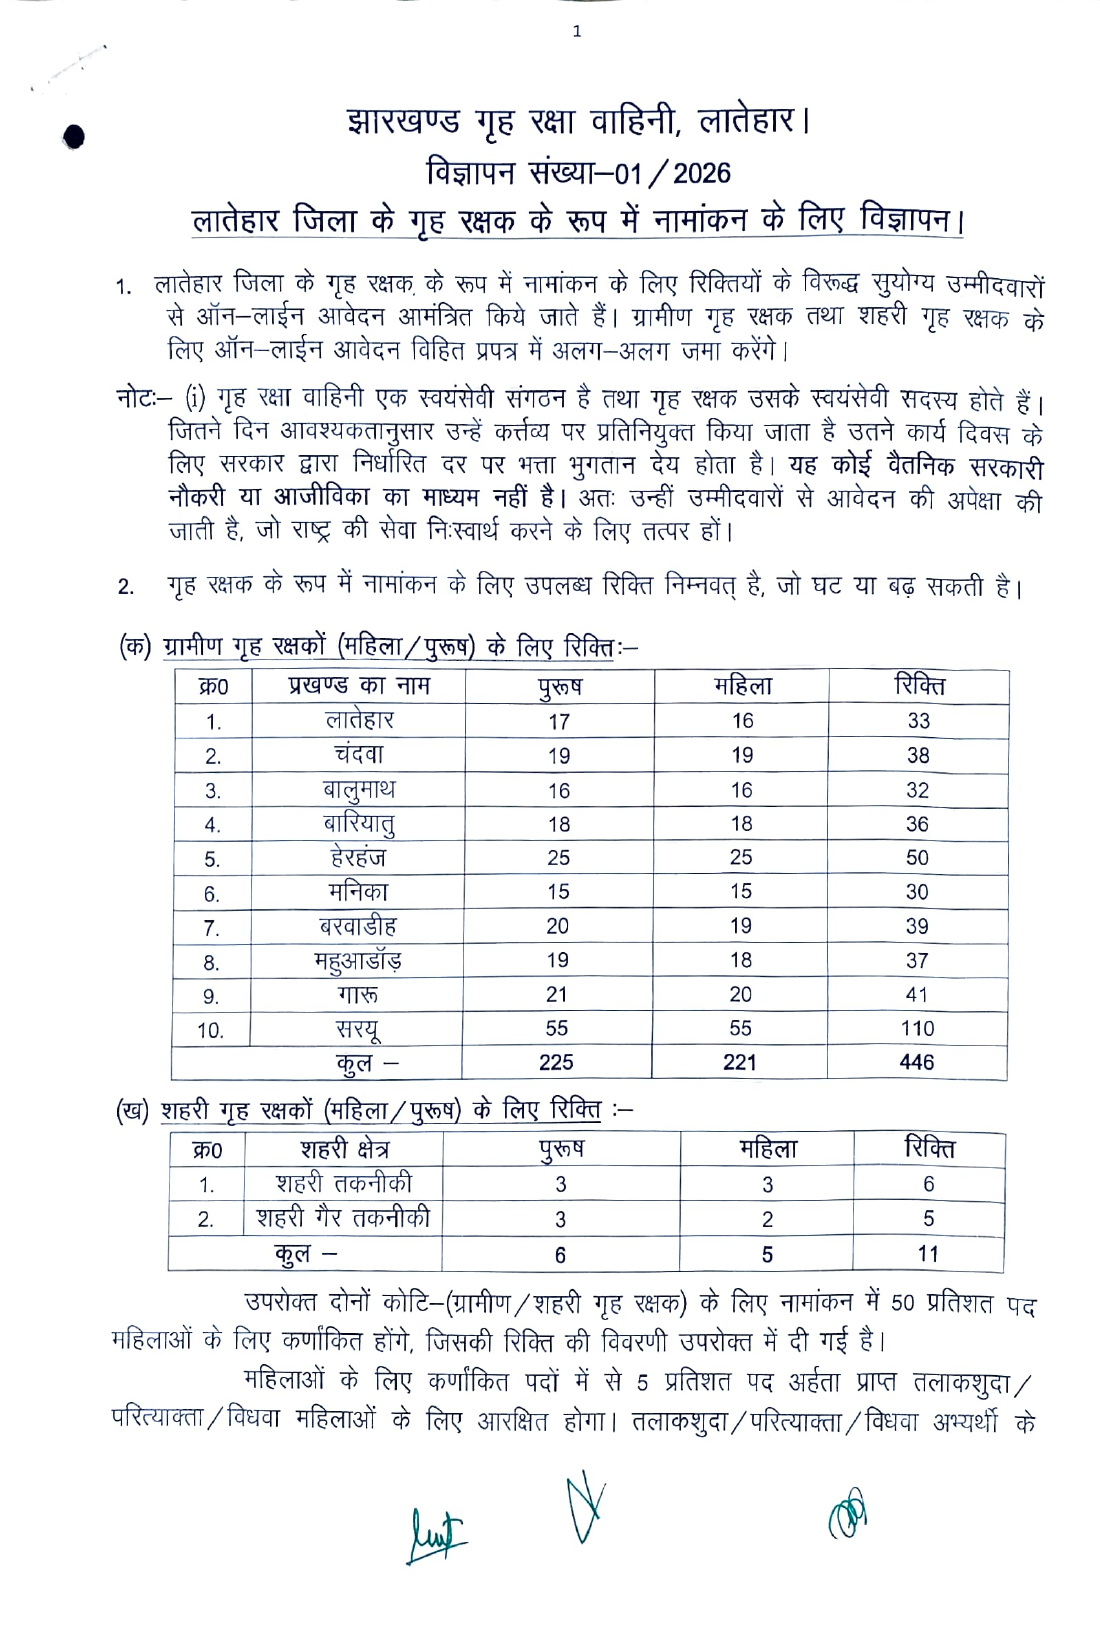 1
झारखण्ड गृह रक्षा वाहिनी, लातेहार।
विज्ञापन संख्या–01/2026
लातेहार जिला के गृह रक्षक के रूप में नामांकन के लिए विज्ञापन।
1. लातेहार जिला के गृह रक्षक के रूप में नामांकन के लिए रिक्तियों के विरूद्ध सुयोग्य उम्मीदवारों
से ऑन–लाईन आवेदन आमंत्रित किये जाते हैं। ग्रामीण गृह रक्षक तथा शहरी गृह रक्षक के
लिए ऑन–लाईन आवेदन विहित प्रपत्र में अलग–अलग जमा करेंगे।
नोटः– (i) गृह रक्षा वाहिनी एक स्वयंसेवी संगठन है तथा गृह रक्षक उसके स्वयंसेवी सदस्य होते हैं।
जितने दिन आवश्यकतानुसार उन्हें कर्त्तव्य पर प्रतिनियुक्त किया जाता है उतने कार्य दिवस के
लिए सरकार द्वारा निर्धारित दर पर भत्ता भुगतान देय होता है। यह कोई वैतनिक सरकारी
नौकरी या आजीविका का माध्यम नहीं है। अतः उन्हीं उम्मीदवारों से आवेदन की अपेक्षा की
जाती है, जो राष्ट्र की सेवा निःस्वार्थ करने के लिए तत्पर हों।
2. गृह रक्षक के रूप में नामांकन के लिए उपलब्ध रिक्ति निम्नवत् है, जो घट या बढ़ सकती है।
(क) ग्रामीण गृह रक्षकों (महिला/पुरूष) के लिए रिक्तिः–
क्र0 प्रखण्ड का नाम पुरूष महिला रिक्ति
1. लातेहार 17 16 33
2. चंदवा 19 19 38
3. बालुमाथ 16 16 32
4. बारियातु 18 18 36
5. हेरहंज 25 25 50
6. मनिका 15 15 30
7. बरवाडीह 20 19 39
8. महुआडॉड़ 19 18 37
9. गारू 21 20 41
10. सरयू 55 55 110
कुल – 225 221 446
(ख) शहरी गृह रक्षकों (महिला/पुरूष) के लिए रिक्ति :–
क्र0 शहरी क्षेत्र पुरूष महिला रिक्ति
1. शहरी तकनीकी 3 3 6
2. शहरी गैर तकनीकी 3 2 5
कुल – 6 5 11
उपरोक्त दोनों कोटि–(ग्रामीण/शहरी गृह रक्षक) के लिए नामांकन में 50 प्रतिशत पद
महिलाओं के लिए कर्णांकित होंगे, जिसकी रिक्ति की विवरणी उपरोक्त में दी गई है।
महिलाओं के लिए कर्णांकित पदों में से 5 प्रतिशत पद अर्हता प्राप्त तलाकशुदा/
परित्याक्ता/विधवा महिलाओं के लिए आरक्षित होगा। तलाकशुदा/परित्याक्ता/विधवा अभ्यर्थी के